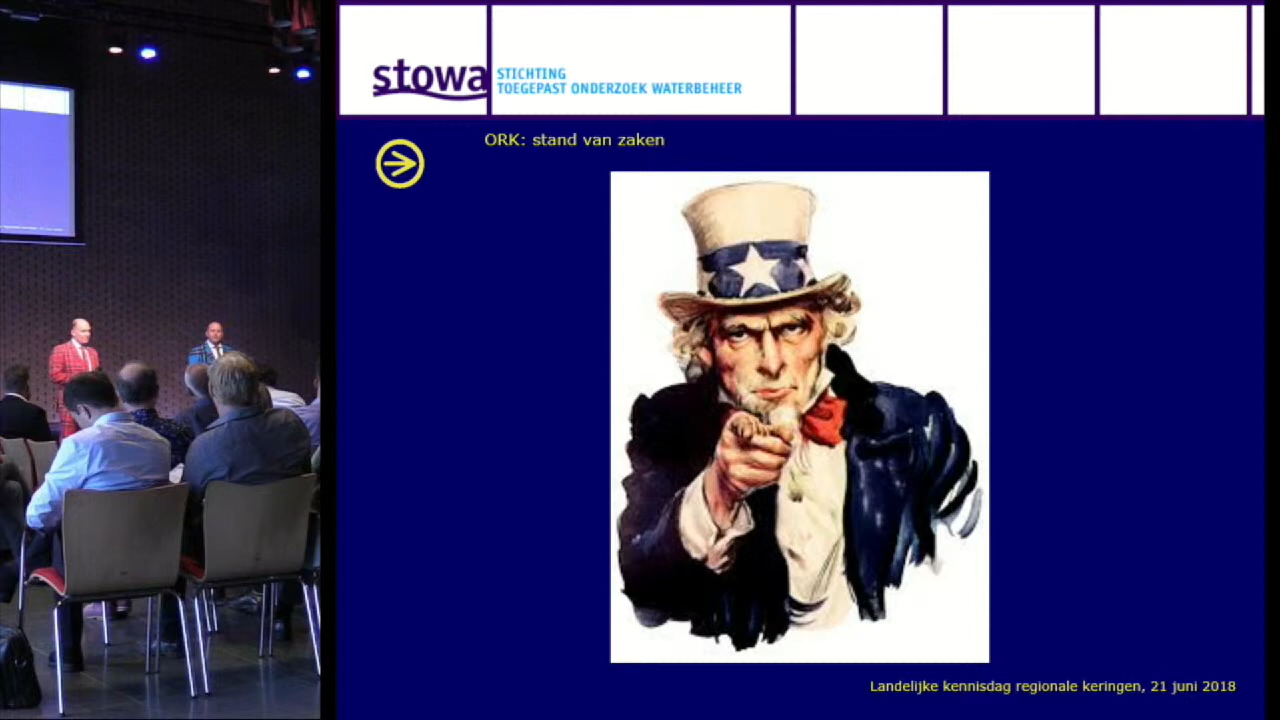 stowa
STICHTING
TOEGEPAST ONDERZOEK WATERBEHEER
ORK: stand van zaken
Landelijke kennisdag regionale keringen, 21 juni 2018